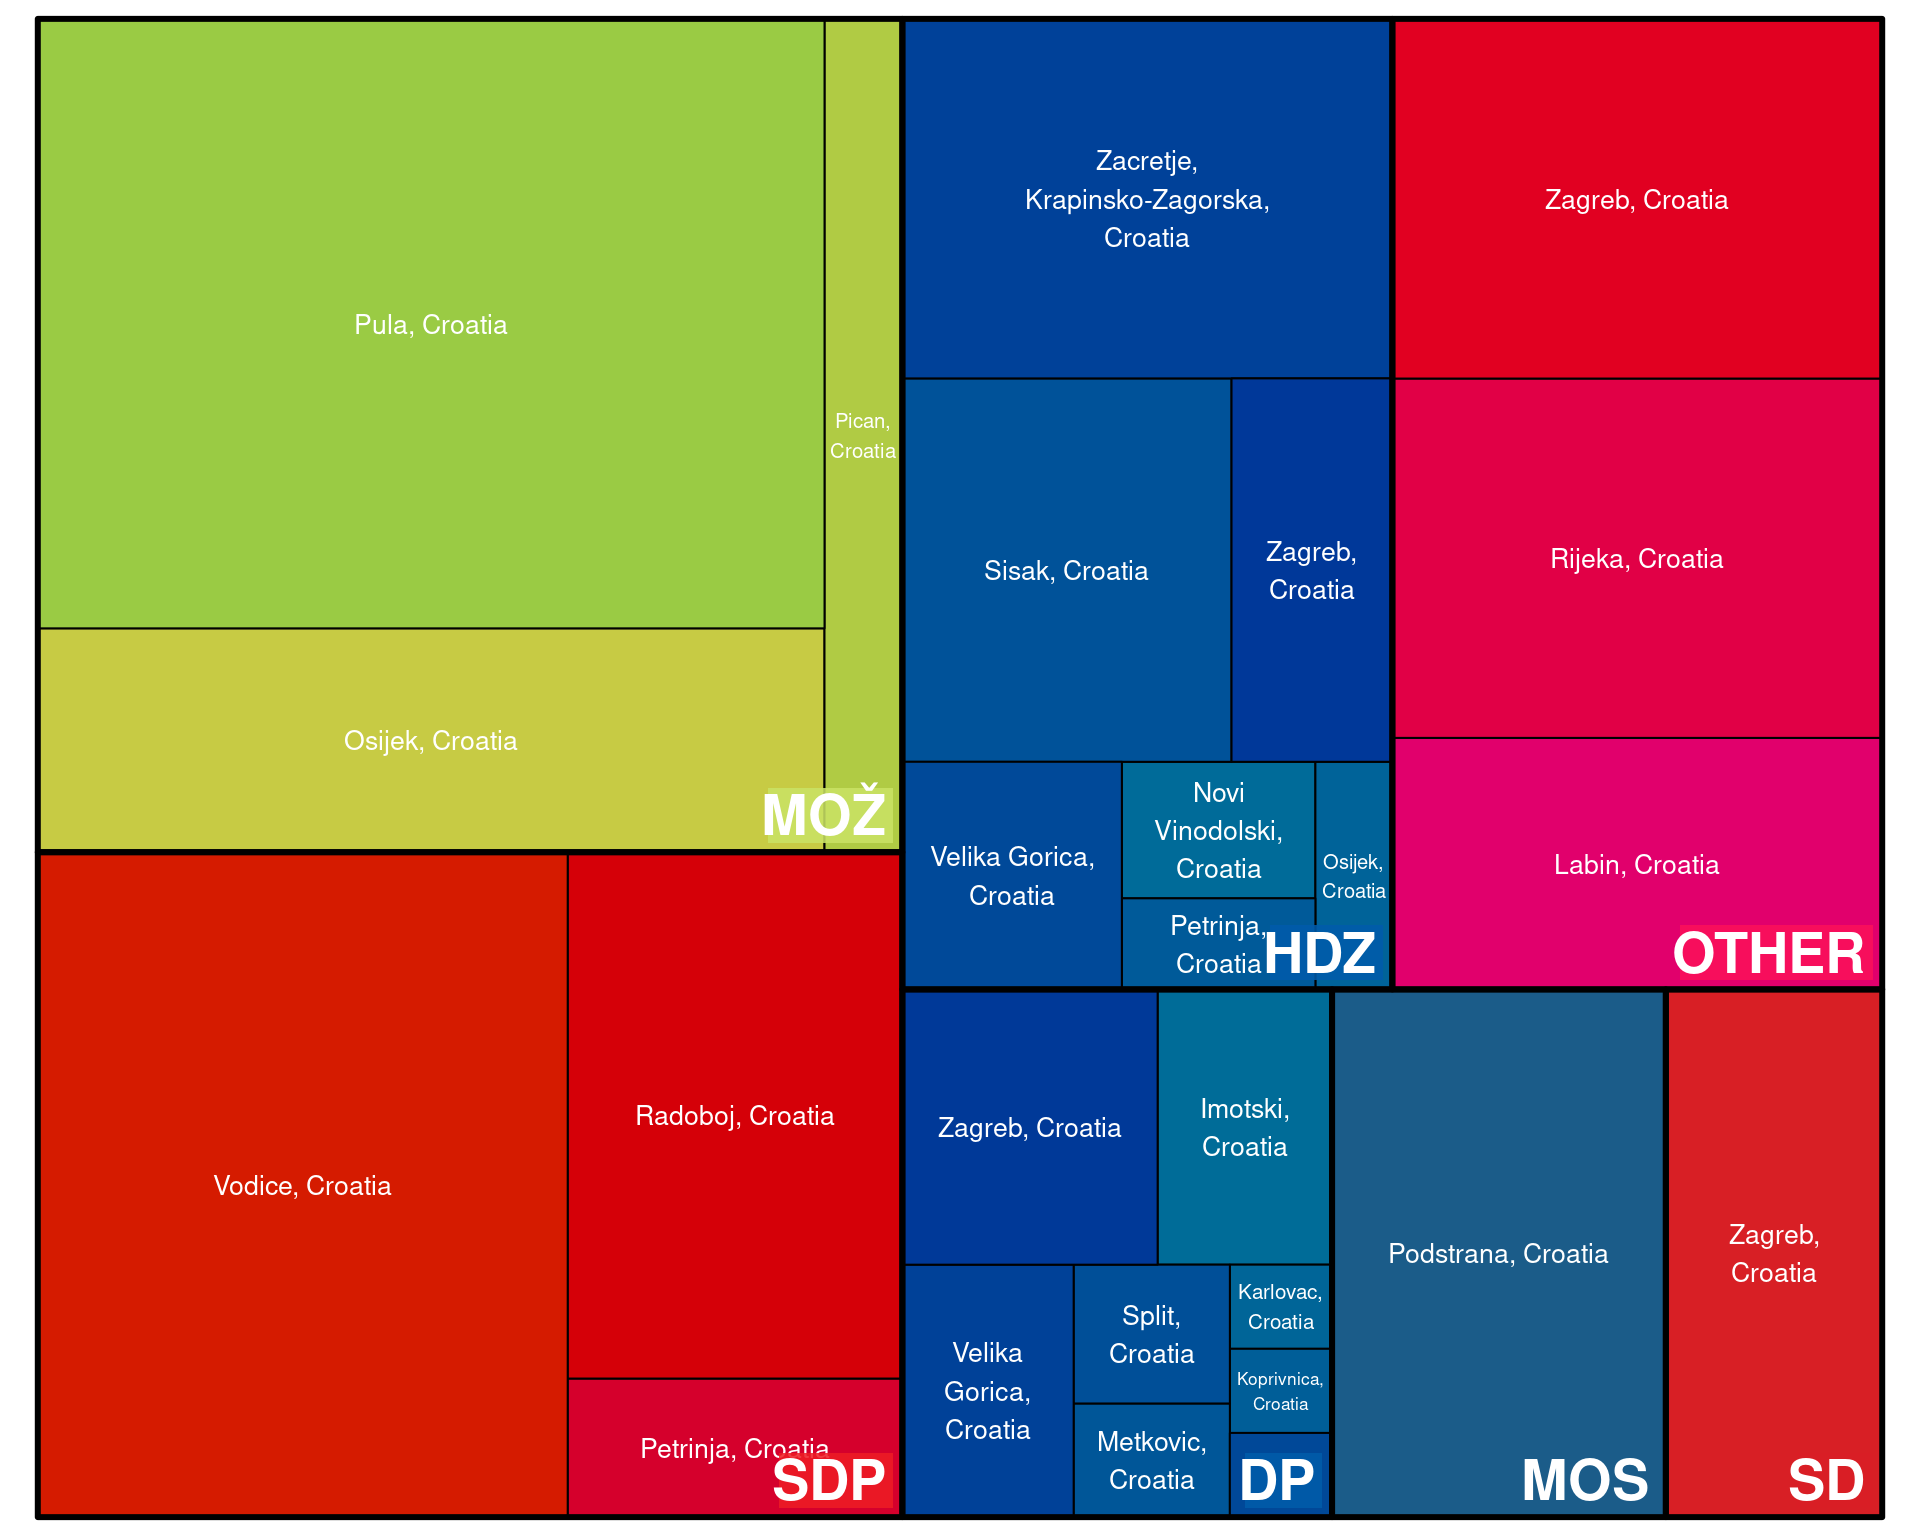 Pula, Croatia
Pican,
Croatia
Osijek, Croatia
MOŽ
Vodice, Croatia
Radoboj, Croatia
Petrinja, Croatia
SDP
Zacretje,
Krapinsko-Zagorska,
Croatia
Sisak, Croatia
Zagreb,
Croatia
Velika Gorica,
Croatia
Novi
Vinodolski,
Croatia
Petrinja,
Croatia
Osijek,
Croatia
HDZ
Zagreb, Croatia
Rijeka, Croatia
Labin, Croatia
OTHER
Zagreb, Croatia
Imotski,
Croatia
Velika
Gorica,
Croatia
Split,
Croatia
Metkovic,
Croatia
Karlovac,
Croatia
Koprivnica,
Croatia
DP
Podstrana, Croatia
MOS
Zagreb,
Croatia
SD